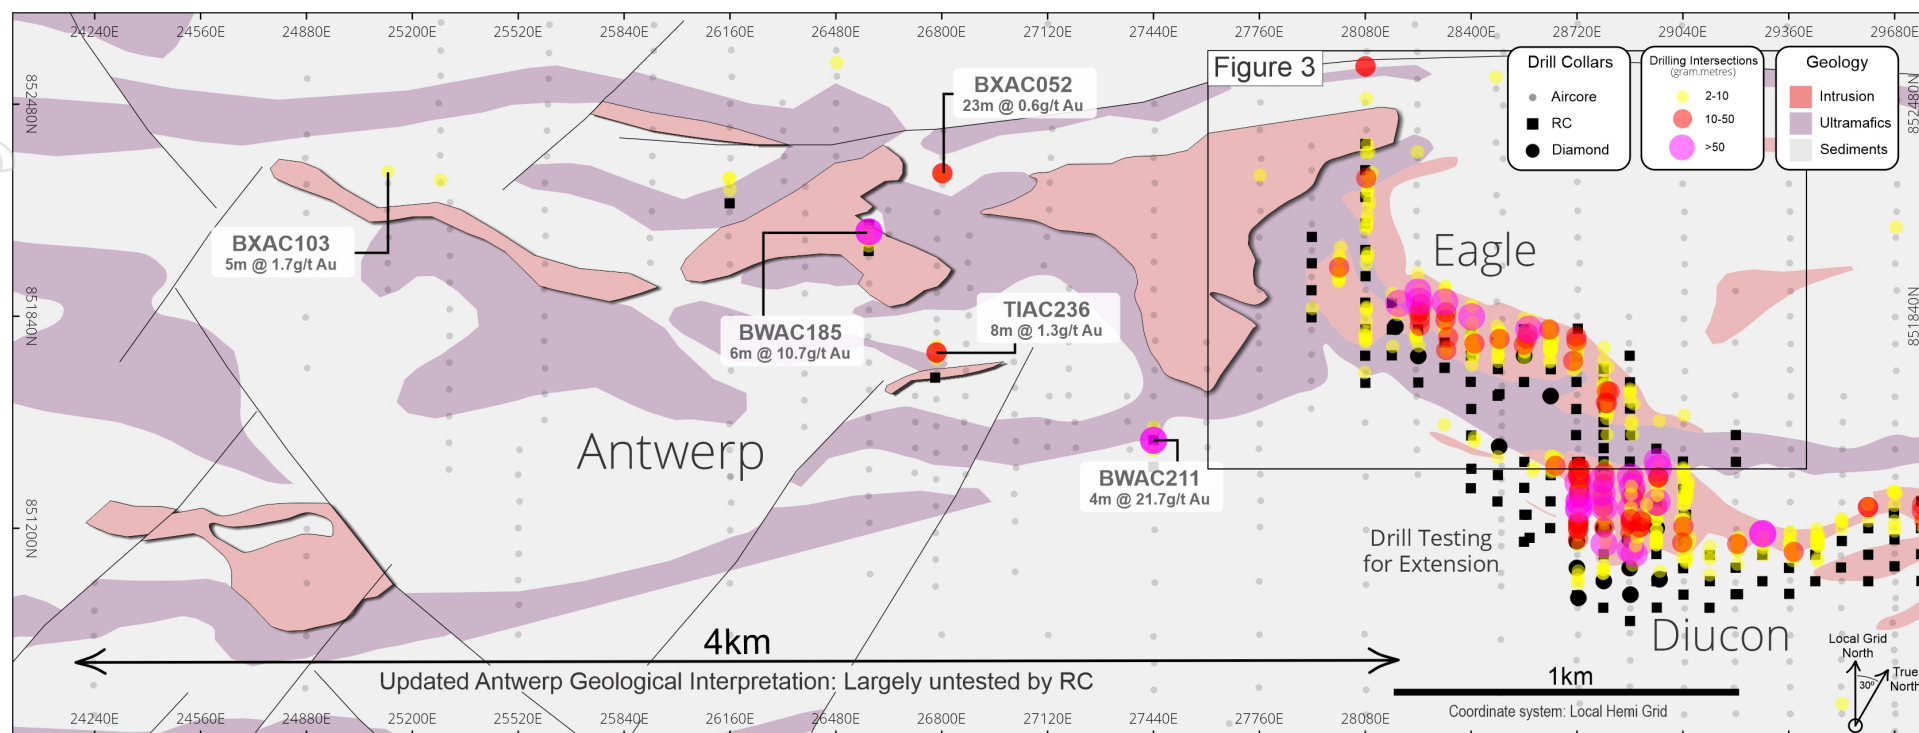 24240E 24560E 24880E 25200E 25520E 25840E 26160E 26480E 26800E 27120E 27440E 27760E 28080E 28400E 28720E 29040E 29360E 29680E
852480N
851840N
851200N
852480N
851840N
Figure 3
Drill Collars
Aircore
RC
Diamond
Drilling Intersections
(gram.metres)
2-10
10-50
>50
Geology
Intrusion
Ultramafics
Sediments
BXAC052
23m @ 0.6g/t Au
BXAC103
5m @ 1.7g/t Au
BWAC185
6m @ 10.7g/t Au
TIAC236
8m @ 1.3g/t Au
BWAC211
4m @ 21.7g/t Au
Eagle
Antwerp
Drill Testing
for Extension
Diucon
4km
Updated Antwerp Geological Interpretation: Largely untested by RC
1km
Coordinate system: Local Hemi Grid
Local Grid
North
True
North
30°
24240E 24560E 24880E 25200E 25520E 25840E 26160E 26480E 26800E 27120E 27440E 27760E 28080E